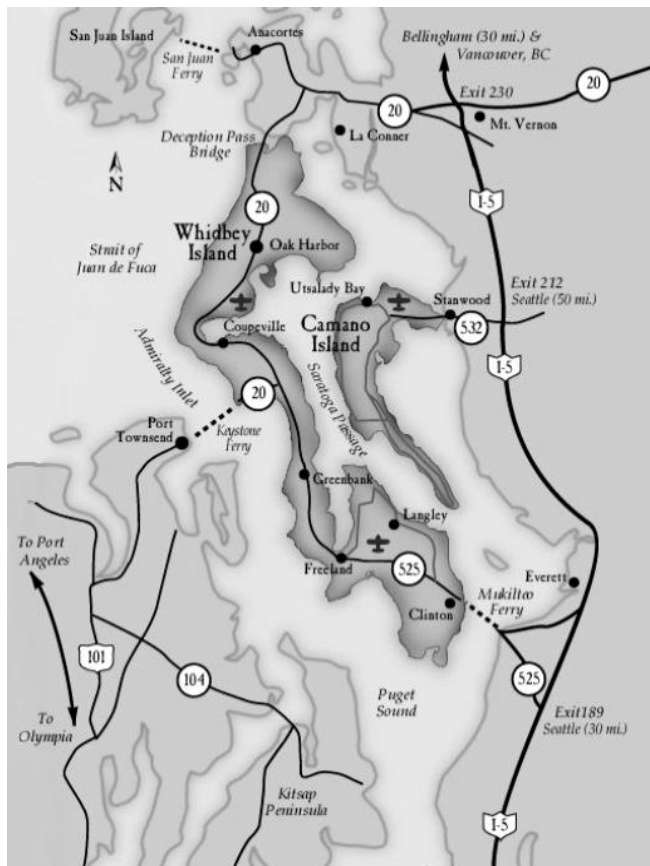 San Juan Island
Anacortes
San Juan
Ferry
Bellingham (30 mi.) &
Vancouver, BC
Exit 230
20
20
Mt. Vernon
La Conner
Deception Pass
Bridge
N
I-5
20
Whidbey
Island
Oak Harbor
Strait of
Juan de Fuca
Utsalady Bay
Stanwood
Exit 212
Seattle (50 mi.)
532
Coupeville
Camano
Island
I-5
Admiralty Inlet
Saratoga Passage
20
Port
Townsend
Keystone
Ferry
Greenbank
Langley
To Port
Angeles
Freeland
525
Everett
Mukilteo
Ferry
Clinton
101
104
525
Puget
Sound
To
Olympia
Exit189
Seattle (30 mi.)
Kitsap
Peninsula
I-5